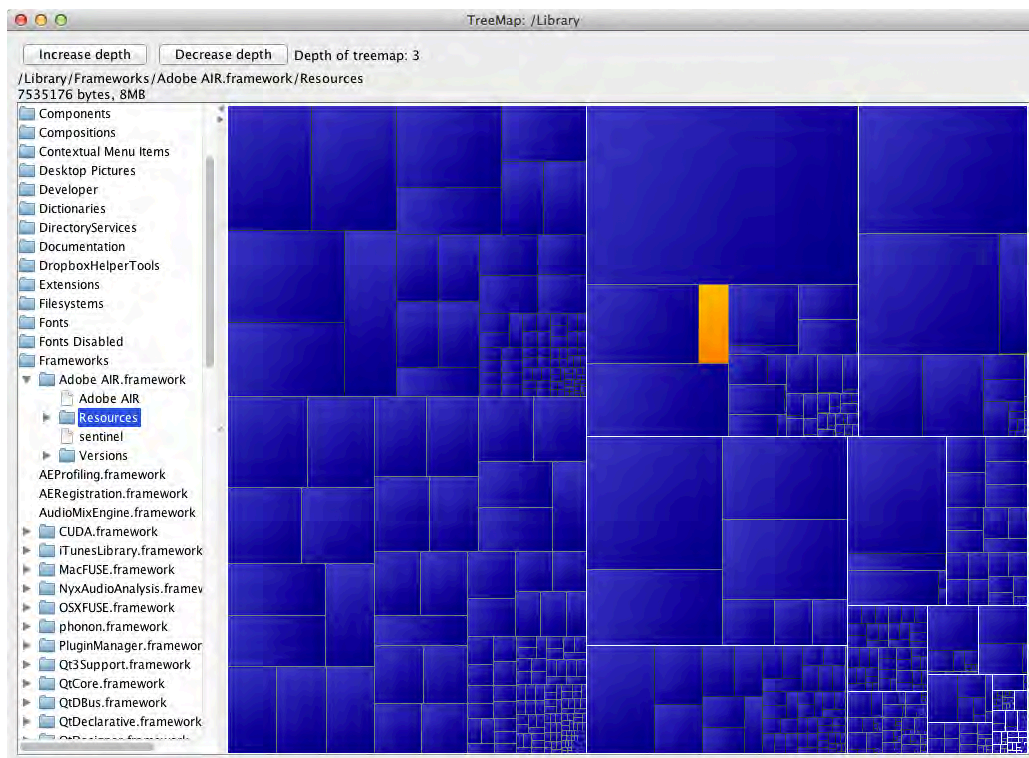 TreeMap: /Library
Increase depth Decrease depth Depth of treemap: 3
/Library/Frameworks/Adobe AIR.framework/Resources
7535176 bytes, 8MB
Components
Compositions
Contextual Menu Items
Desktop Pictures
Developer
Dictionaries
DirectoryServices
Documentation
DropboxHelperTools
Extensions
Filesystems
Fonts
Fonts Disabled
Frameworks
Adobe AIR.framework
Adobe AIR
Resources
sentinel
Versions
AEProfiling.framework
AERegistration.framework
AudioMixEngine.framework
CUDA.framework
iTunesLibrary.framework
MacFUSE.framework
NyxAudioAnalysis.framew
OSXFUSE.framework
phonon.framework
PluginManager.framewor
Qt3Support.framework
QtCore.framework
QtDBus.framework
QtDeclarative.framework